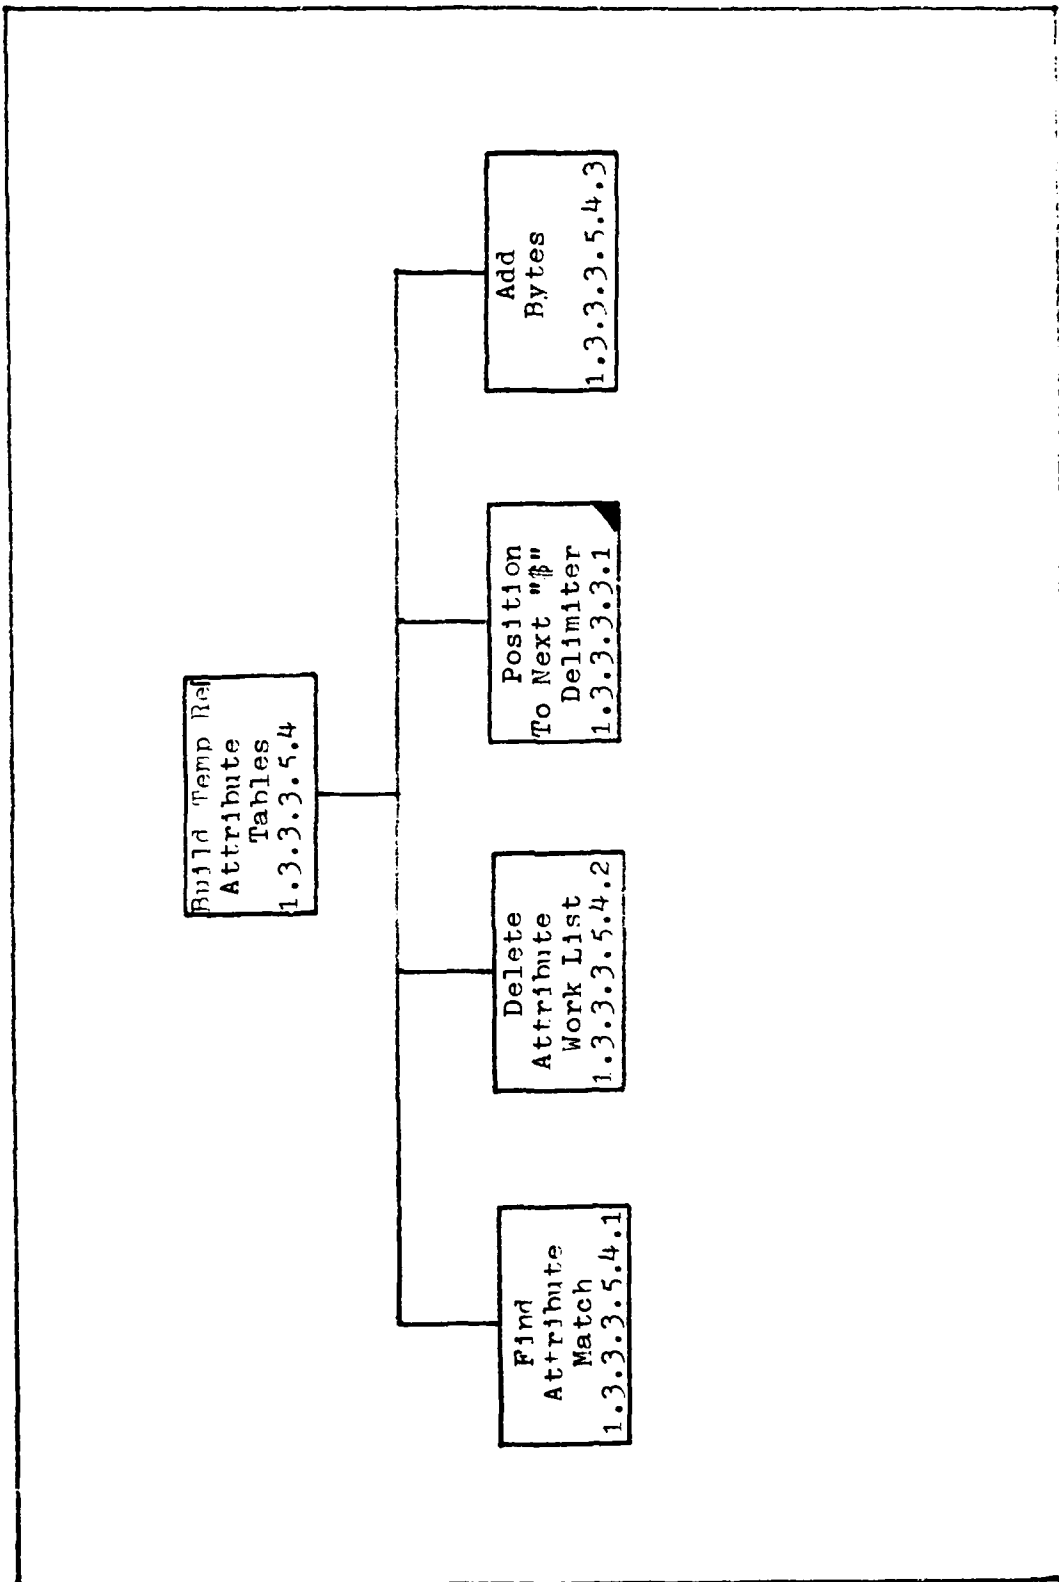 Build Temp Rel
Attribute
Tables
1.3.3.3.5.4
Find
Attribute
Match
1.3.3.3.5.4.1
Delete
Attribute
Work List
1.3.3.3.5.4.2
Position
To Next "$"
Delimiter
1.3.3.3.3.1
Add
Bytes
1.3.3.3.5.4.3